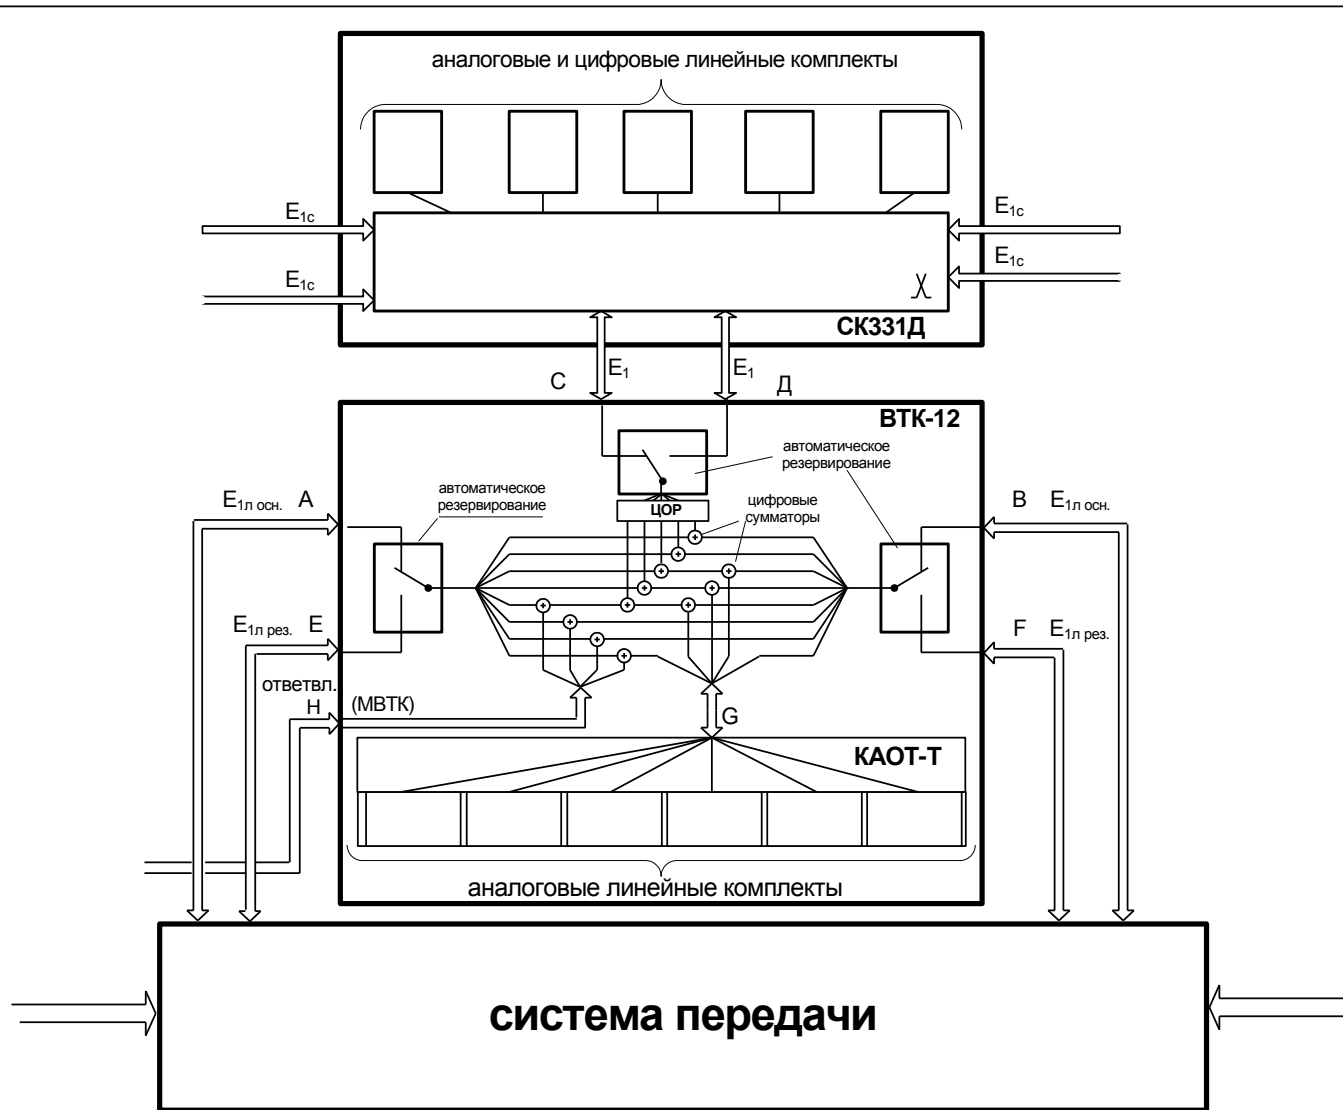 аналоговые и цифровые линейные комплекты
E1c
E1c
E1c
E1c
СК331Д
С
E1
E1
Д
ВТК-12
автоматическое
резервирование
автоматическое
резервирование
E1л осн.
A
ЦОР
цифровые
сумматоры
B
E1л осн.
E1л рез.
E
F
E1л рез.
ответвл.
H
(МВТК)
G
КАОТ-Т
аналоговые линейные комплекты
система передачи